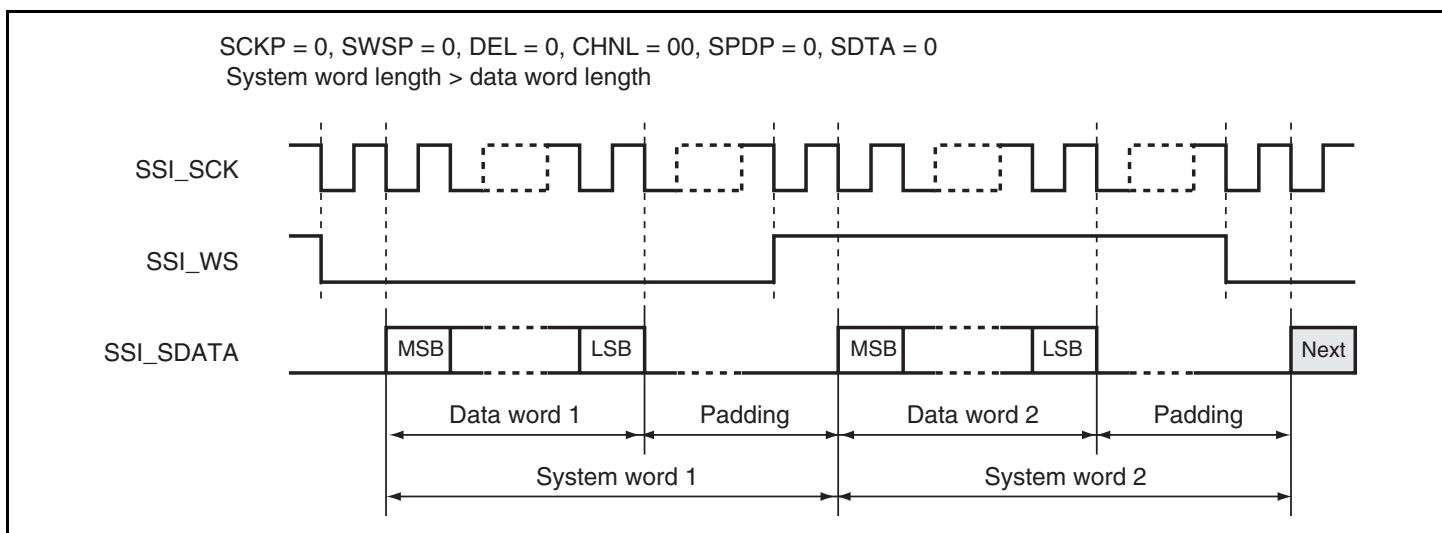 SCKP = 0, SWSP = 0, DEL = 0, CHNL = 00, SPDP = 0, SDTA = 0
System word length > data word length
SSI_SCK
SSI_WS
SSI_SDATA
MSB LSB MSB LSB Next
Data word 1 Padding Data word 2 Padding
System word 1 System word 2